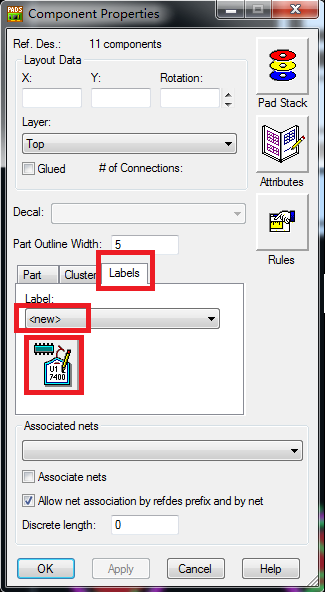 PADS
Component Properties
Ref. Des.: 11 components
Layout Data
X: Y: Rotation:
Layer:
Top
Glued # of Connections:
Pad Stack
Attributes
Rules
Decal:
Part Outline Width: 5
Part Cluster Labels
Label:
<new>
U1
7400
Associated nets
Associate nets
Allow net association by refdes prefix and by net
Discrete length: 0
OK Apply Cancel Help